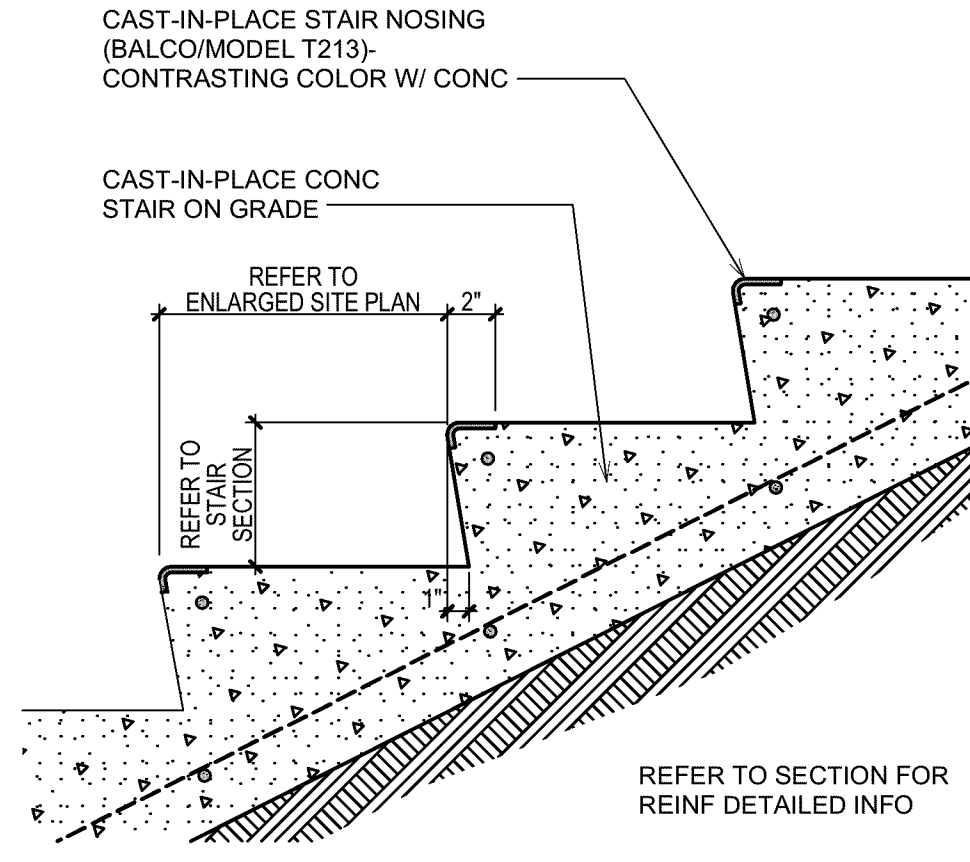 CAST-IN-PLACE STAIR NOSING
(BALCO/MODEL T213)-
CONTRASTING COLOR W/ CONC
CAST-IN-PLACE CONC
STAIR ON GRADE
REFER TO
ENLARGED SITE PLAN
2"
REFER TO
STAIR
SECTION
1"
REFER TO SECTION FOR
REINF DETAILED INFO